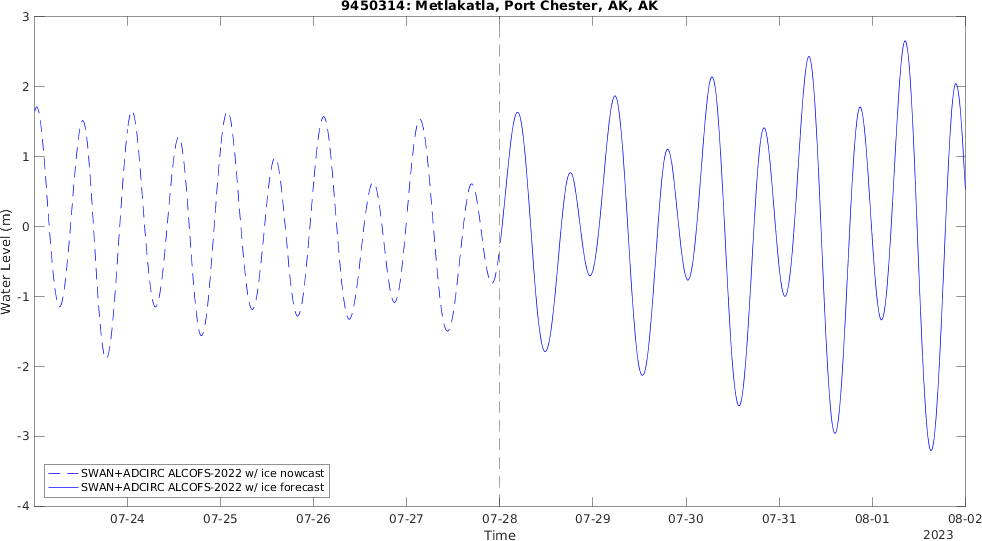 9450314: Metlakatla, Port Chester, AK, AK
3
2
1
0
-1
-2
-3
-4
Water Level (m)
SWAN+ADCIRC ALCOFS-2022 w/ ice nowcast
SWAN+ADCIRC ALCOFS-2022 w/ ice forecast
07-24 07-25 07-26 07-27 07-28 07-29 07-30 07-31 08-01 08-02
Time
2023